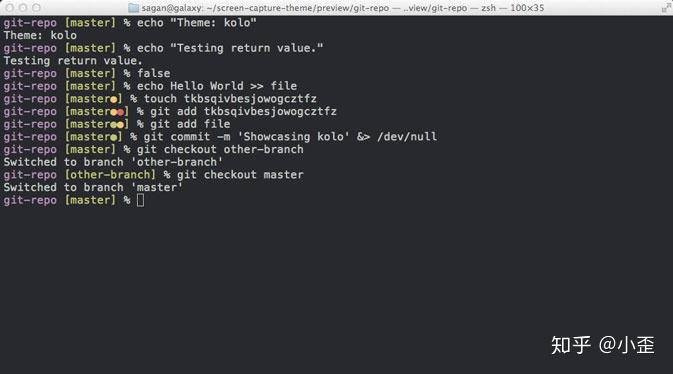 sagan@galaxy: ~/screen-capture-theme/preview/git-repo — ..view/git-repo — zsh — 100×35
git-repo [master] % echo "Theme: kolo"
Theme: kolo
git-repo [master] % echo "Testing return value."
Testing return value.
git-repo [master] % false
git-repo [master] % echo Hello World >> file
git-repo [master●] % touch tkbsqivbesjowogcztfz
git-repo [master●●] % git add tkbsqivbesjowogcztfz
git-repo [master●●] % git add file
git-repo [master●] % git commit -m 'Showcasing kolo' &> /dev/null
git-repo [master] % git checkout other-branch
Switched to branch 'other-branch'
git-repo [other-branch] % git checkout master
Switched to branch 'master'
git-repo [master] %
知乎 @小歪